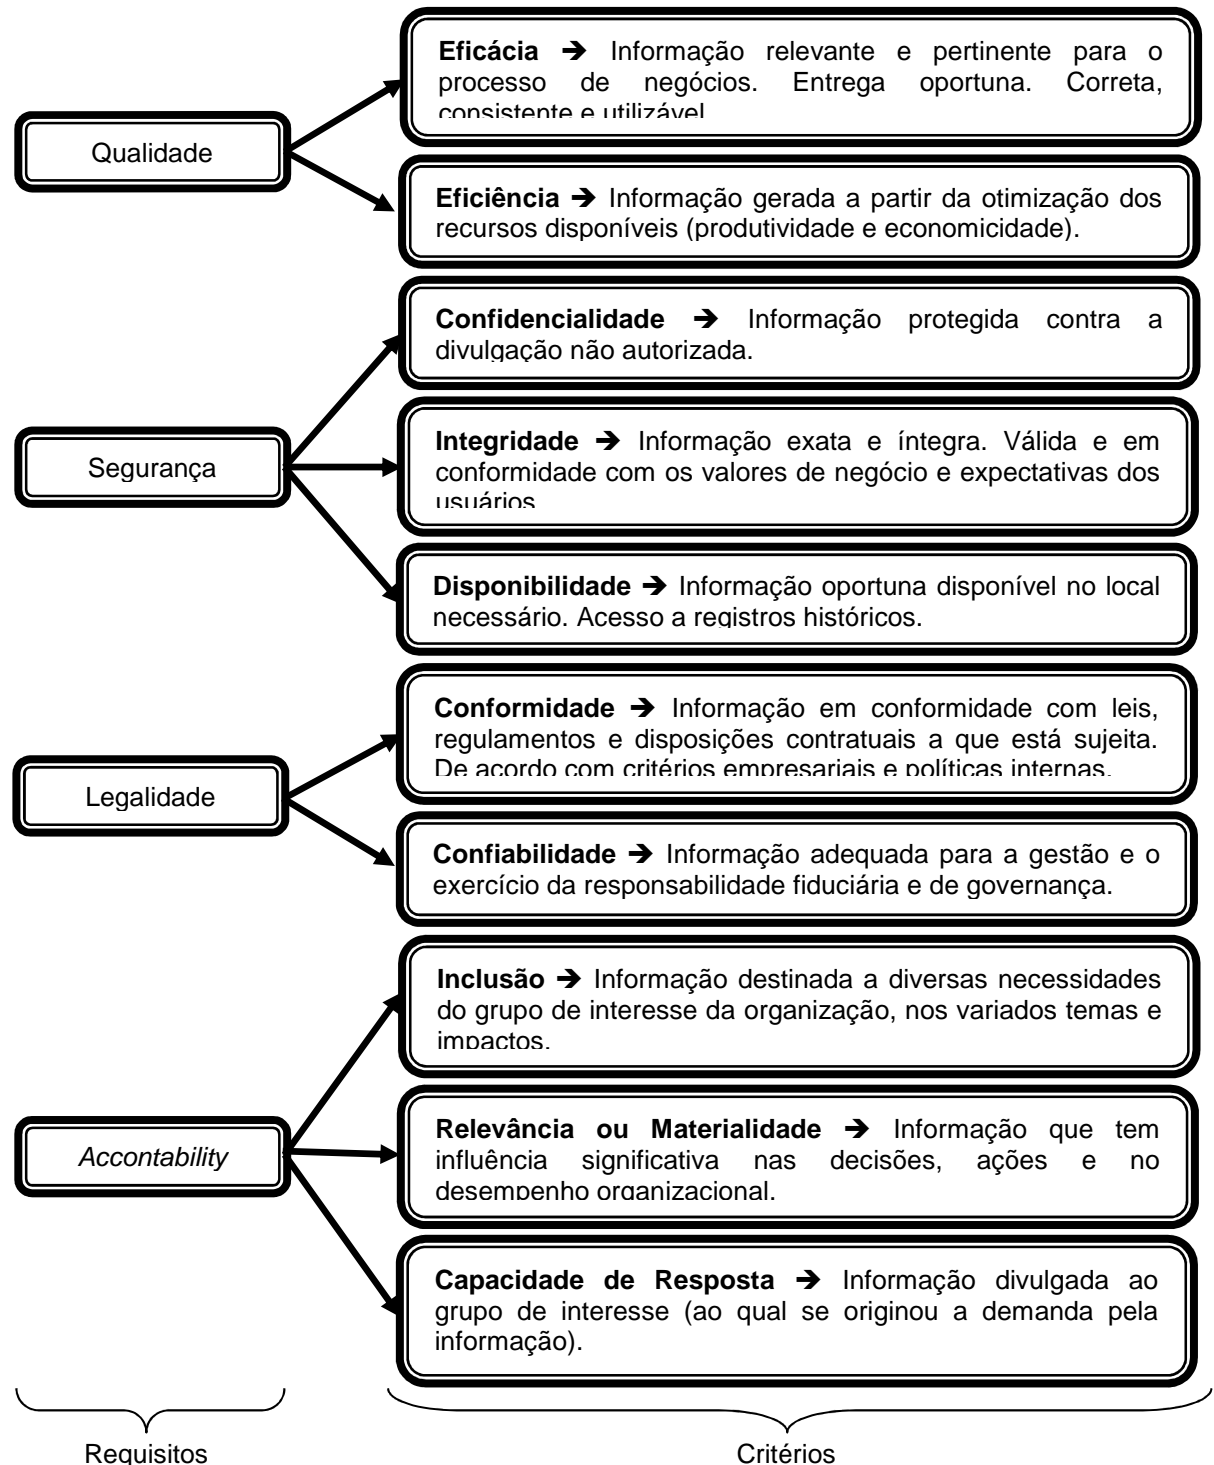 Eficácia ➔ Informação relevante e pertinente para o
processo de negócios. Entrega oportuna. Correta,
consistente e utilizável
Qualidade
Eficiência ➔ Informação gerada a partir da otimização dos
recursos disponíveis (produtividade e economicidade).
Confidencialidade ➔ Informação protegida contra a
divulgação não autorizada.
Segurança
Integridade ➔ Informação exata e íntegra. Válida e em
conformidade com os valores de negócio e expectativas dos
usuários
Disponibilidade ➔ Informação oportuna disponível no local
necessário. Acesso a registros históricos.
Legalidade
Conformidade ➔ Informação em conformidade com leis,
regulamentos e disposições contratuais a que está sujeita.
De acordo com critérios empresariais e políticas internas.
Confiabilidade ➔ Informação adequada para a gestão e o
exercício da responsabilidade fiduciária e de governança.
Inclusão ➔ Informação destinada a diversas necessidades
do grupo de interesse da organização, nos variados temas e
impactos.
Accontability
Relevância ou Materialidade ➔ Informação que tem
influência significativa nas decisões, ações e no
desempenho organizacional.
Capacidade de Resposta ➔ Informação divulgada ao
grupo de interesse (ao qual se originou a demanda pela
informação).
Requisitos
Critérios